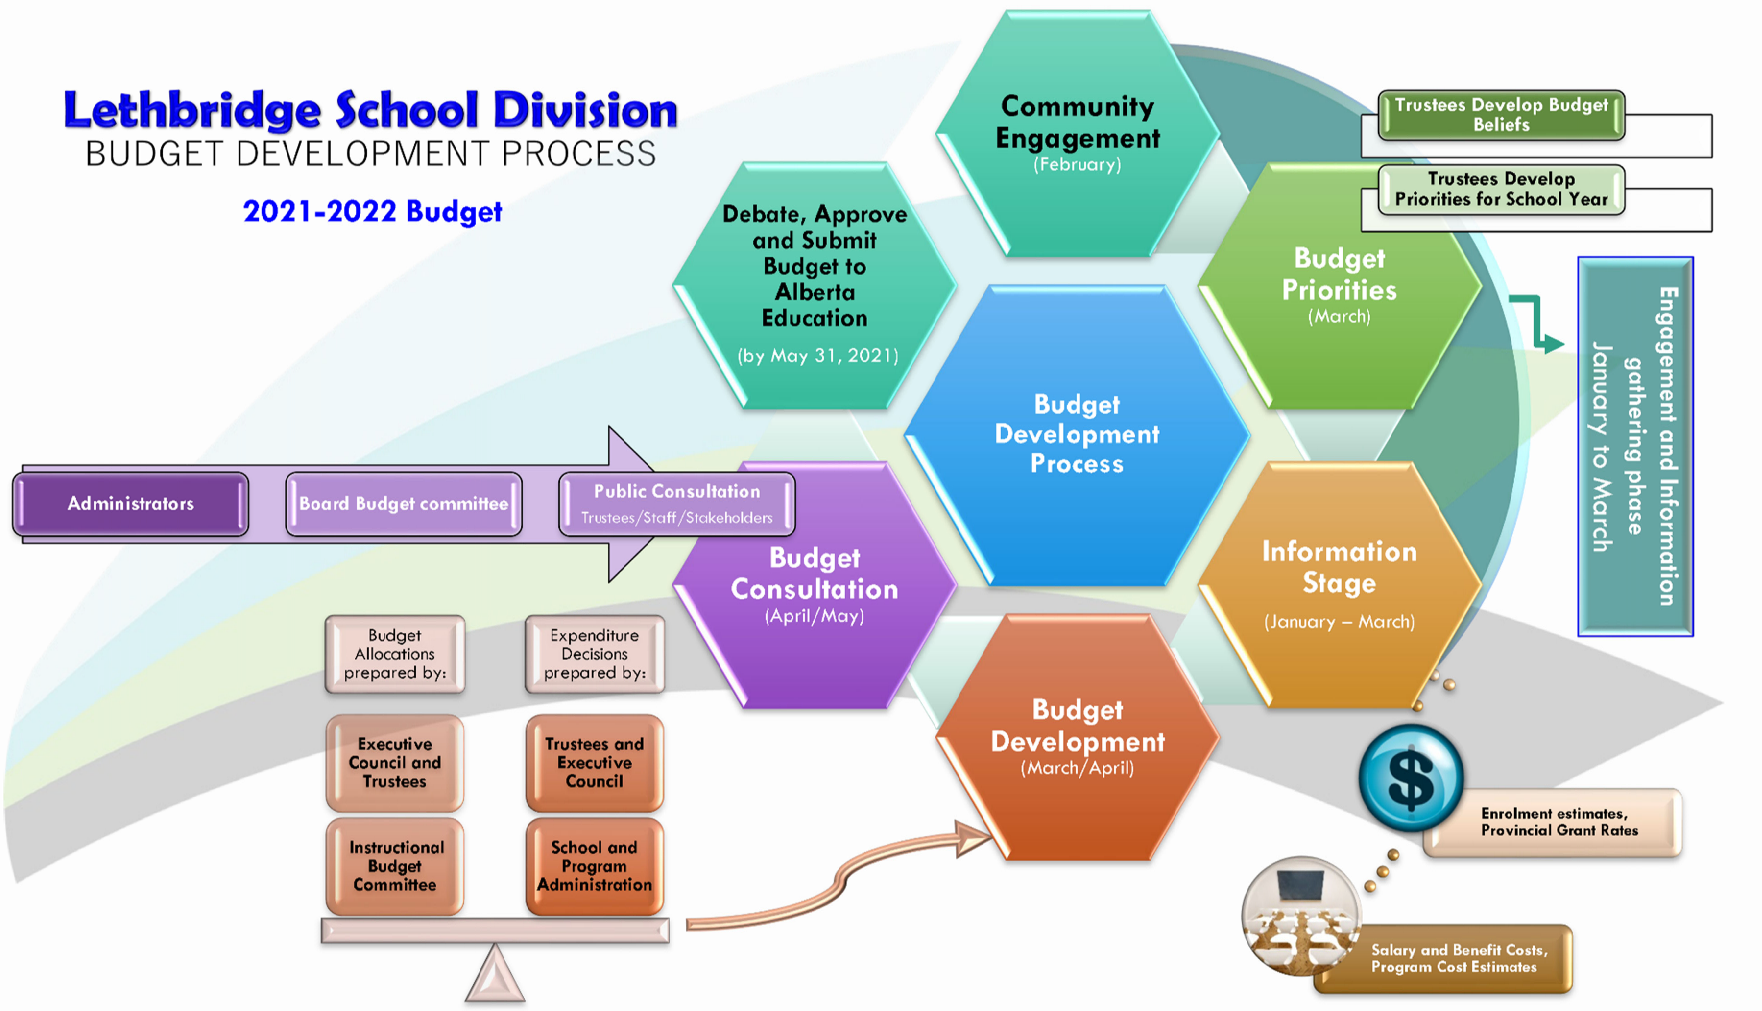 Lethbridge School Division
BUDGET DEVELOPMENT PROCESS
2021-2022 Budget
Community
Engagement
(February)
Trustees Develop Budget
Beliefs
Trustees Develop
Priorities for School Year
Budget
Priorities
(March)
Engagement and Information
gathering phase
January to March
Debate, Approve
and Submit
Budget to
Alberta
Education
(by May 31, 2021)
Budget
Development
Process
Administrators
Board Budget committee
Public Consultation
Trustees/Staff/Stakeholders
Budget
Consultation
(April/May)
Information
Stage
(January – March)
Budget
Allocations
prepared by:
Expenditure
Decisions
prepared by:
Executive
Council and
Trustees
Trustees and
Executive
Council
Instructional
Budget
Committee
School and
Program
Administration
Budget
Development
(March/April)
$
Enrolment estimates,
Provincial Grant Rates
Salary and Benefit Costs,
Program Cost Estimates